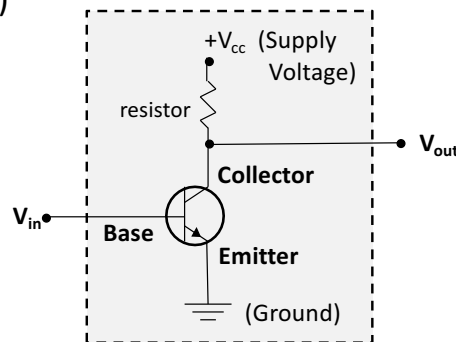 )
+Vcc (Supply
Voltage)
resistor
Vout
Collector
Vin
Base
Emitter
(Ground)